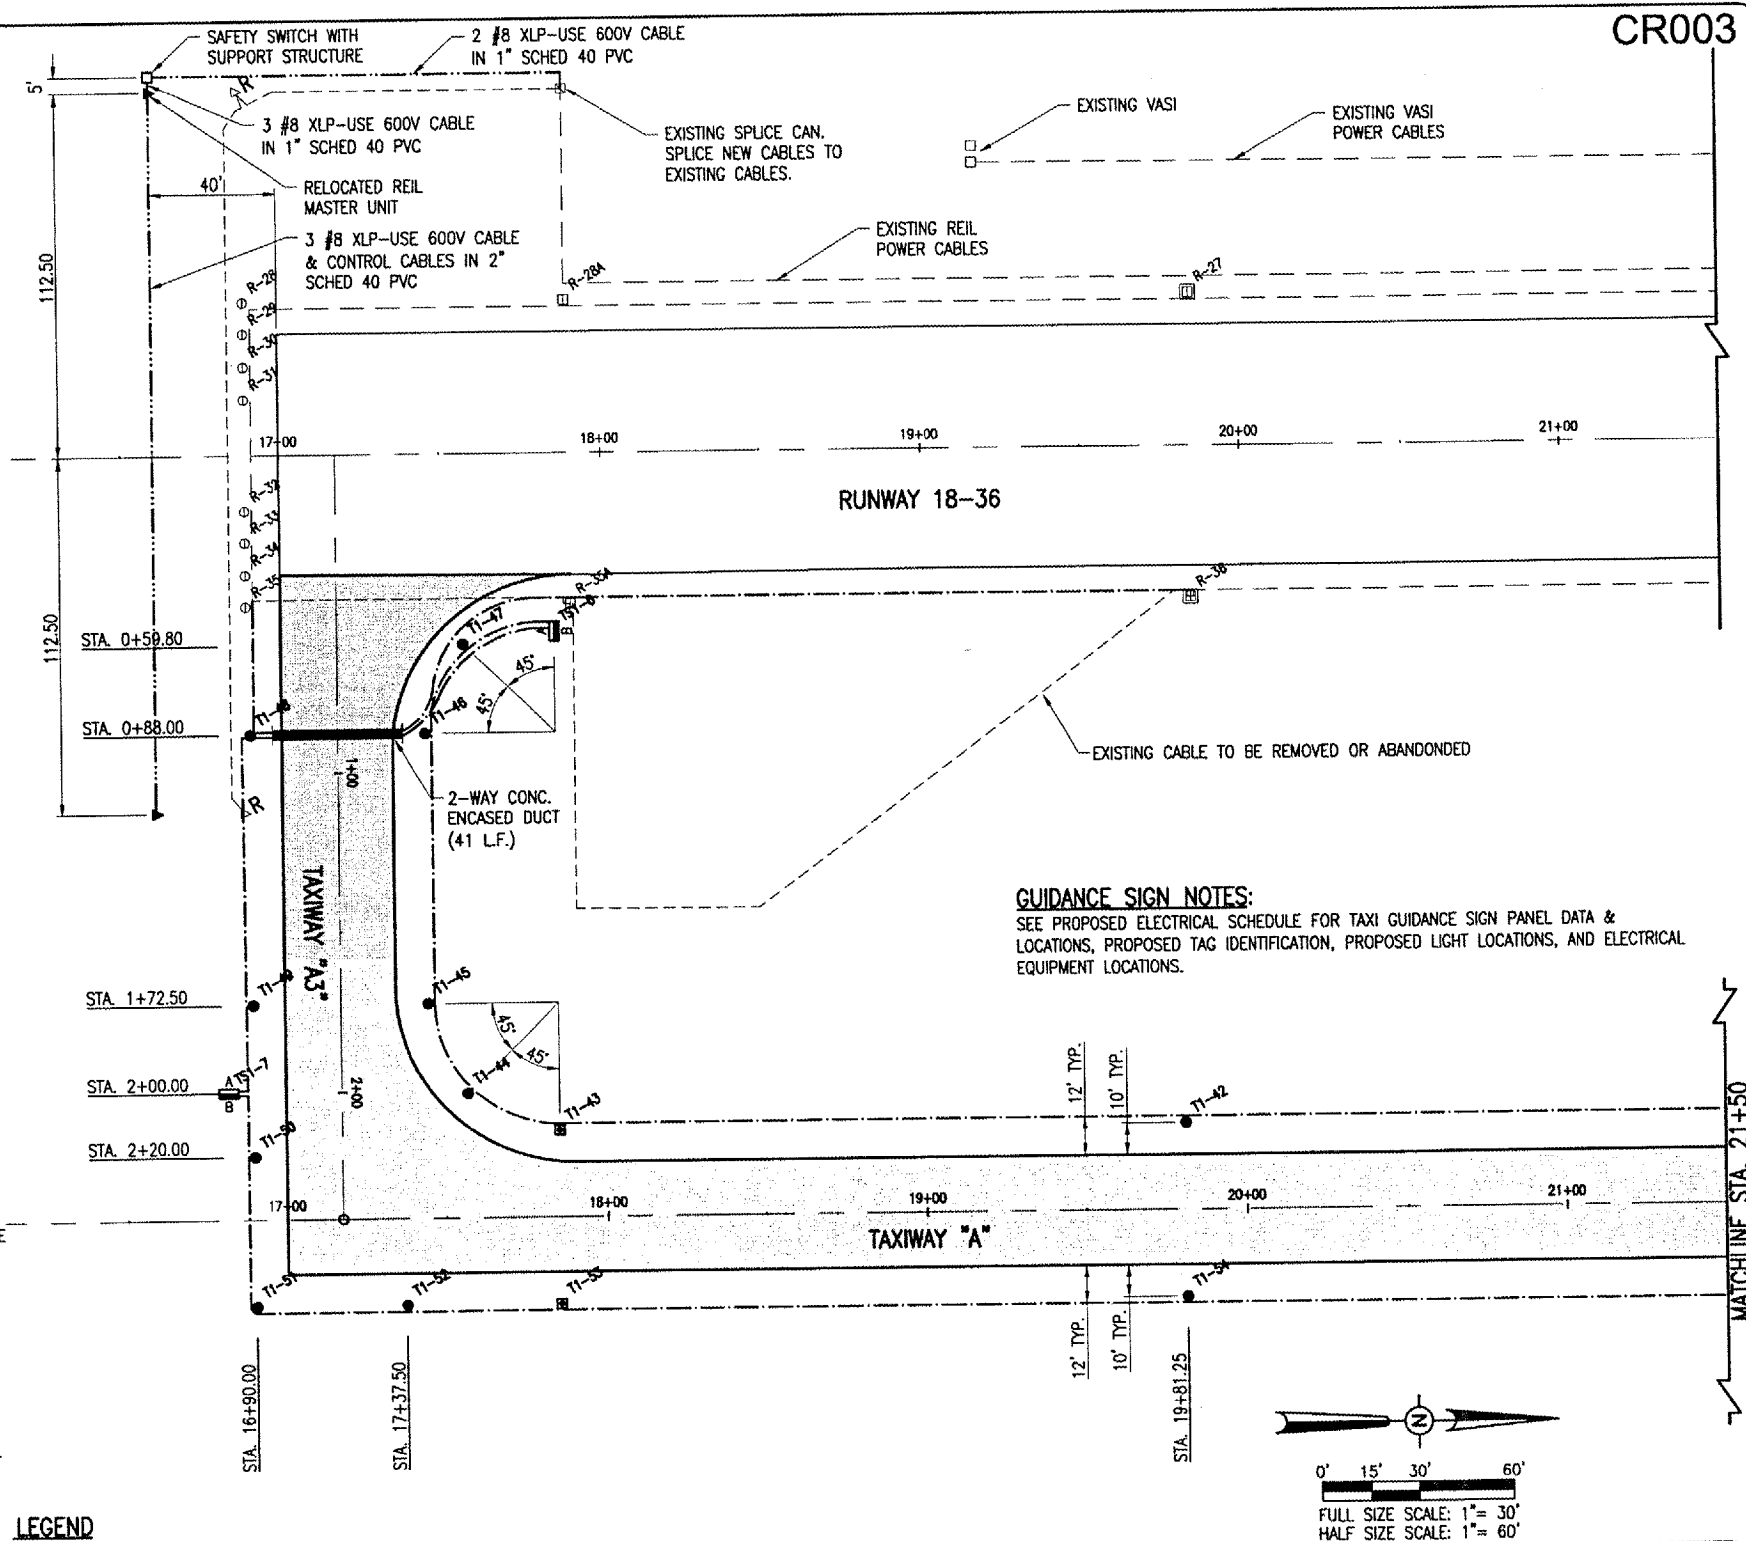 CR003
SAFETY SWITCH WITH
SUPPORT STRUCTURE
2 #8 XLP-USE 600V CABLE
IN 1" SCHED 40 PVC
5'
R
3 #8 XLP-USE 600V CABLE
IN 1" SCHED 40 PVC
EXISTING SPLICE CAN.
SPLICE NEW CABLES TO
EXISTING CABLES.
EXISTING VASI
EXISTING VASI
POWER CABLES
40'
RELOCATED REIL
MASTER UNIT
3 #8 XLP-USE 600V CABLE
& CONTROL CABLES IN 2"
SCHED 40 PVC
EXISTING REIL
POWER CABLES
112.50
R-28
R-29
R-30
R-31
R-28A
R-27
17+00
18+00
19+00
20+00
21+00
RUNWAY 18-36
R-32
R-33
R-34
R-35
R-35A
R-38
112.50
STA. 0+59.80
T1-47
TS1-6
A
B
45°
45°
STA. 0+88.00
T1-48
T1-46
1+00
EXISTING CABLE TO BE REMOVED OR ABANDONDED
R
2-WAY CONC.
ENCASED DUCT
(41 L.F.)
TAXIWAY "A3"
GUIDANCE SIGN NOTES:
SEE PROPOSED ELECTRICAL SCHEDULE FOR TAXI GUIDANCE SIGN PANEL DATA &
LOCATIONS, PROPOSED TAG IDENTIFICATION, PROPOSED LIGHT LOCATIONS, AND ELECTRICAL
EQUIPMENT LOCATIONS.
STA. 1+72.50
T1-49
T1-45
45°
45°
STA. 2+00.00
A
B
TS1-7
2+00
T1-44
T1-43
12' TYP.
10' TYP.
T1-42
STA. 2+20.00
T1-50
MATCHLINE STA. 21+50
17+00
18+00
19+00
20+00
21+00
TAXIWAY "A"
T1-51
T1-52
T1-53
T1-54
12' TYP.
10' TYP.
STA. 16+90.00
STA. 17+37.50
STA. 19+81.25
N
0' 15' 30' 60'
FULL SIZE SCALE: 1"= 30'
HALF SIZE SCALE: 1"= 60'
LEGEND